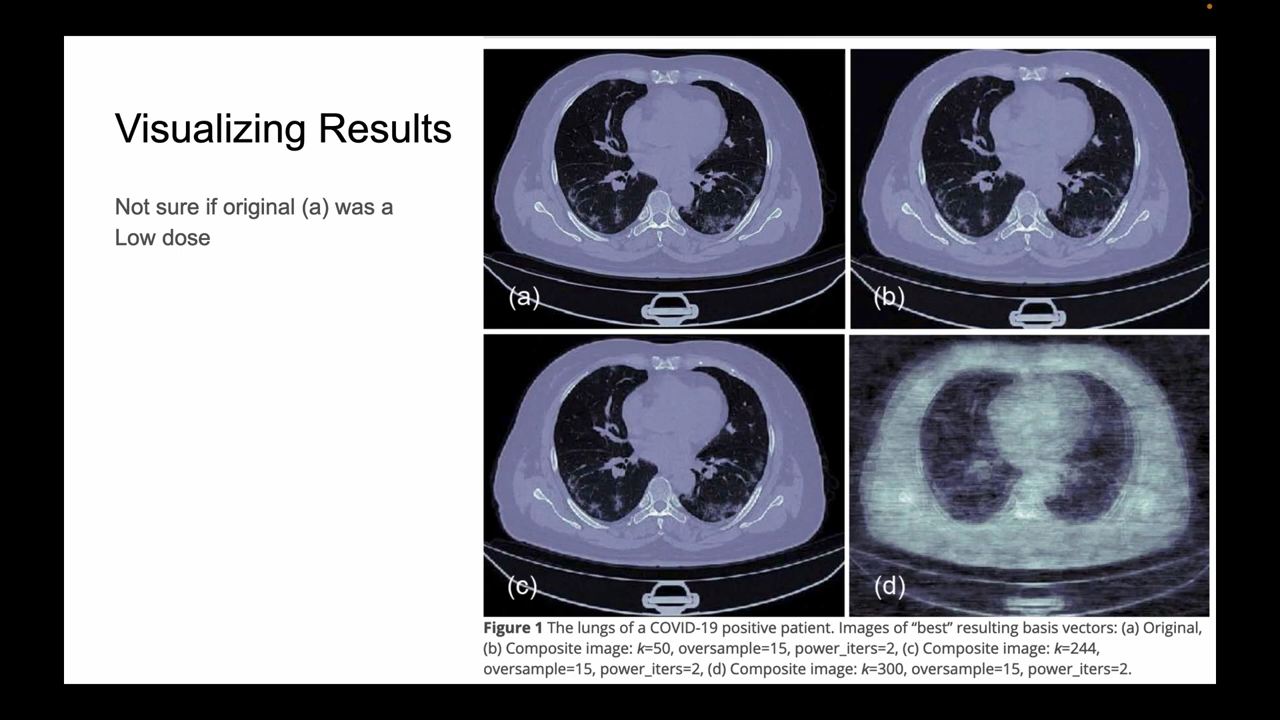 Visualizing Results
Not sure if original (a) was a
Low dose
(a)
(b)
(c)
(d)
Figure 1 The lungs of a COVID-19 positive patient. Images of “best” resulting basis vectors: (a) Original,
(b) Composite image: k=50, oversample=15, power_iters=2, (c) Composite image: k=244,
oversample=15, power_iters=2, (d) Composite image: k=300, oversample=15, power_iters=2.